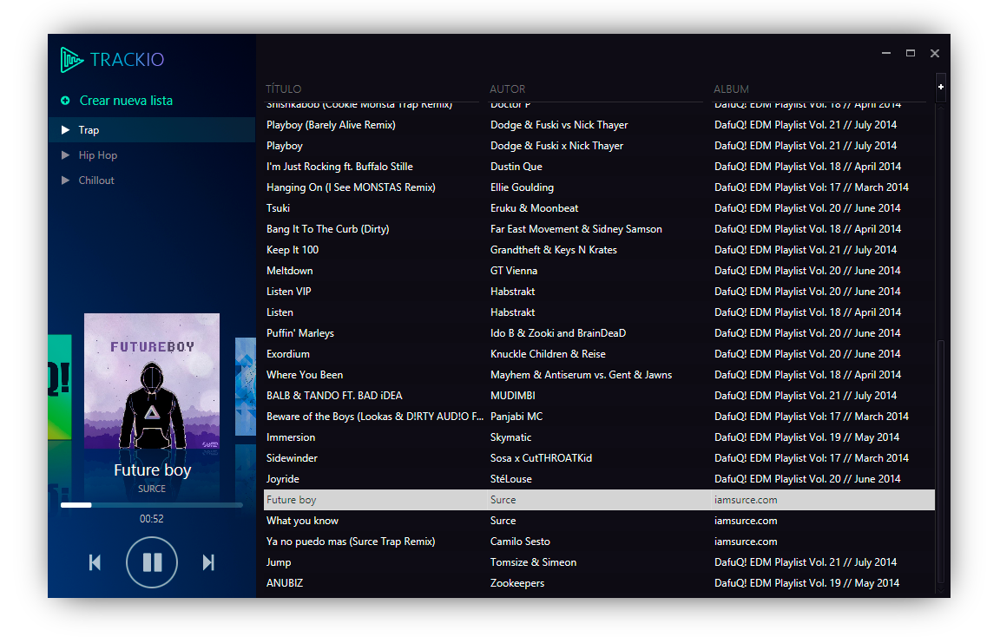 TRACKIO
Crear nueva lista
Trap
Hip Hop
Chillout
Q!
FUTUREBOY
SURCE
Future boy
SURCE
00:52
TÍTULO AUTOR ALBUM
Shishkabob (Cookie Monsta Trap Remix) Doctor P DafuQ! EDM Playlist Vol. 18 // April 2014
Playboy (Barely Alive Remix) Dodge & Fuski vs Nick Thayer DafuQ! EDM Playlist Vol. 21 // July 2014
Playboy Dodge & Fuski x Nick Thayer DafuQ! EDM Playlist Vol. 21 // July 2014
I'm Just Rocking ft. Buffalo Stille Dustin Que DafuQ! EDM Playlist Vol. 18 // April 2014
Hanging On (I See MONSTAS Remix) Ellie Goulding DafuQ! EDM Playlist Vol: 17 // March 2014
Tsuki Eruku & Moonbeat DafuQ! EDM Playlist Vol. 20 // June 2014
Bang It To The Curb (Dirty) Far East Movement & Sidney Samson DafuQ! EDM Playlist Vol. 18 // April 2014
Keep It 100 Grandtheft & Keys N Krates DafuQ! EDM Playlist Vol. 21 // July 2014
Meltdown GT Vienna DafuQ! EDM Playlist Vol. 20 // June 2014
Listen VIP Habstrakt DafuQ! EDM Playlist Vol. 20 // June 2014
Listen Habstrakt DafuQ! EDM Playlist Vol. 18 // April 2014
Puffin' Marleys Ido B & Zooki and BrainDeaD DafuQ! EDM Playlist Vol. 20 // June 2014
Exordium Knuckle Children & Reise DafuQ! EDM Playlist Vol. 20 // June 2014
Where You Been Mayhem & Antiserum vs. Gent & Jawns DafuQ! EDM Playlist Vol. 18 // April 2014
BALB & TANDO FT. BAD iDEA MUDIMBI DafuQ! EDM Playlist Vol. 21 // July 2014
Beware of the Boys (Lookas & D!RTY AUD!O F... Panjabi MC DafuQ! EDM Playlist Vol: 17 // March 2014
Immersion Skymatic DafuQ! EDM Playlist Vol. 19 // May 2014
Sidewinder Sosa x CutTHROATKid DafuQ! EDM Playlist Vol: 17 // March 2014
Joyride StéLouse DafuQ! EDM Playlist Vol. 20 // June 2014
Future boy Surce iamsurce.com
What you know Surce iamsurce.com
Ya no puedo mas (Surce Trap Remix) Camilo Sesto iamsurce.com
Jump Tomsize & Simeon DafuQ! EDM Playlist Vol. 21 // July 2014
ANUBIZ Zookeepers DafuQ! EDM Playlist Vol. 19 // May 2014